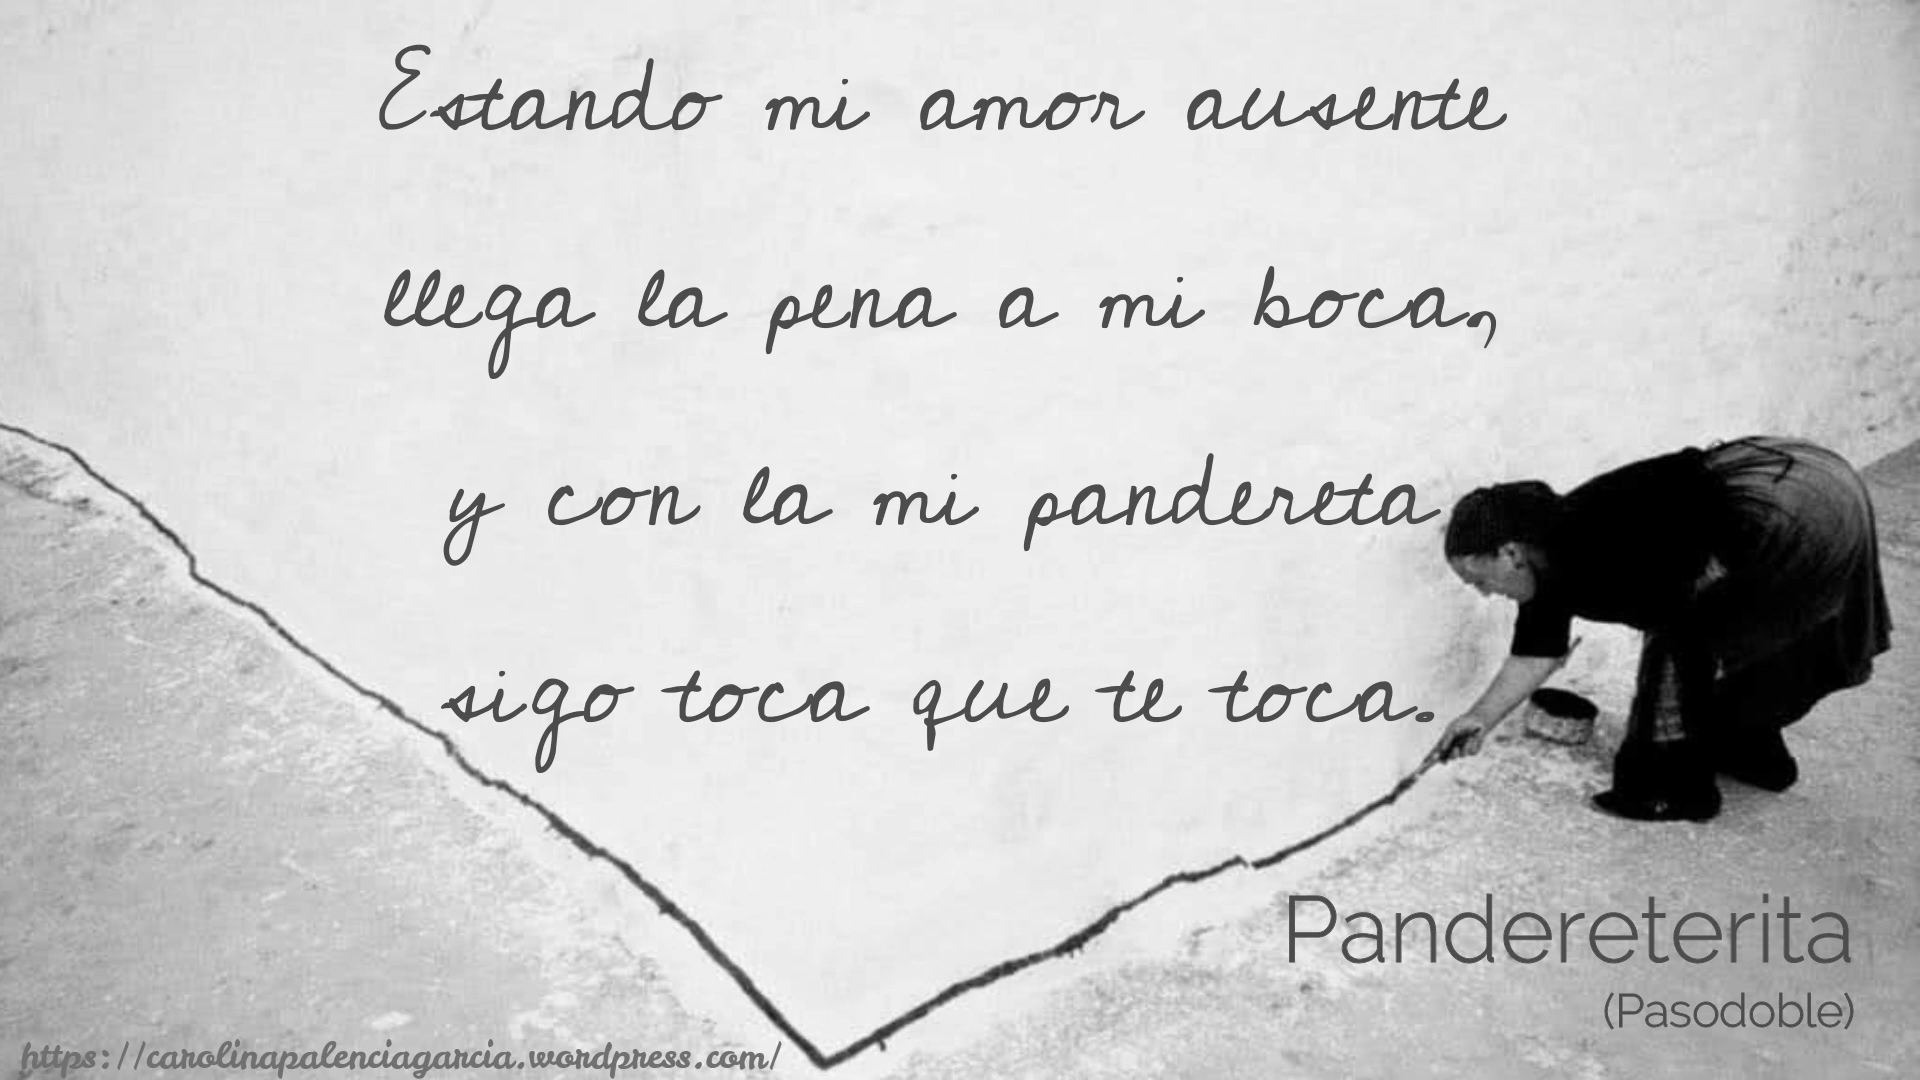 Estando mi amor ausente
llega la pena a mi boca,
y con la mi pandereta
sigo toca que te toca.
Pandereterita
(Pasodoble)
https://carolinapalenciagarcia.wordpress.com/